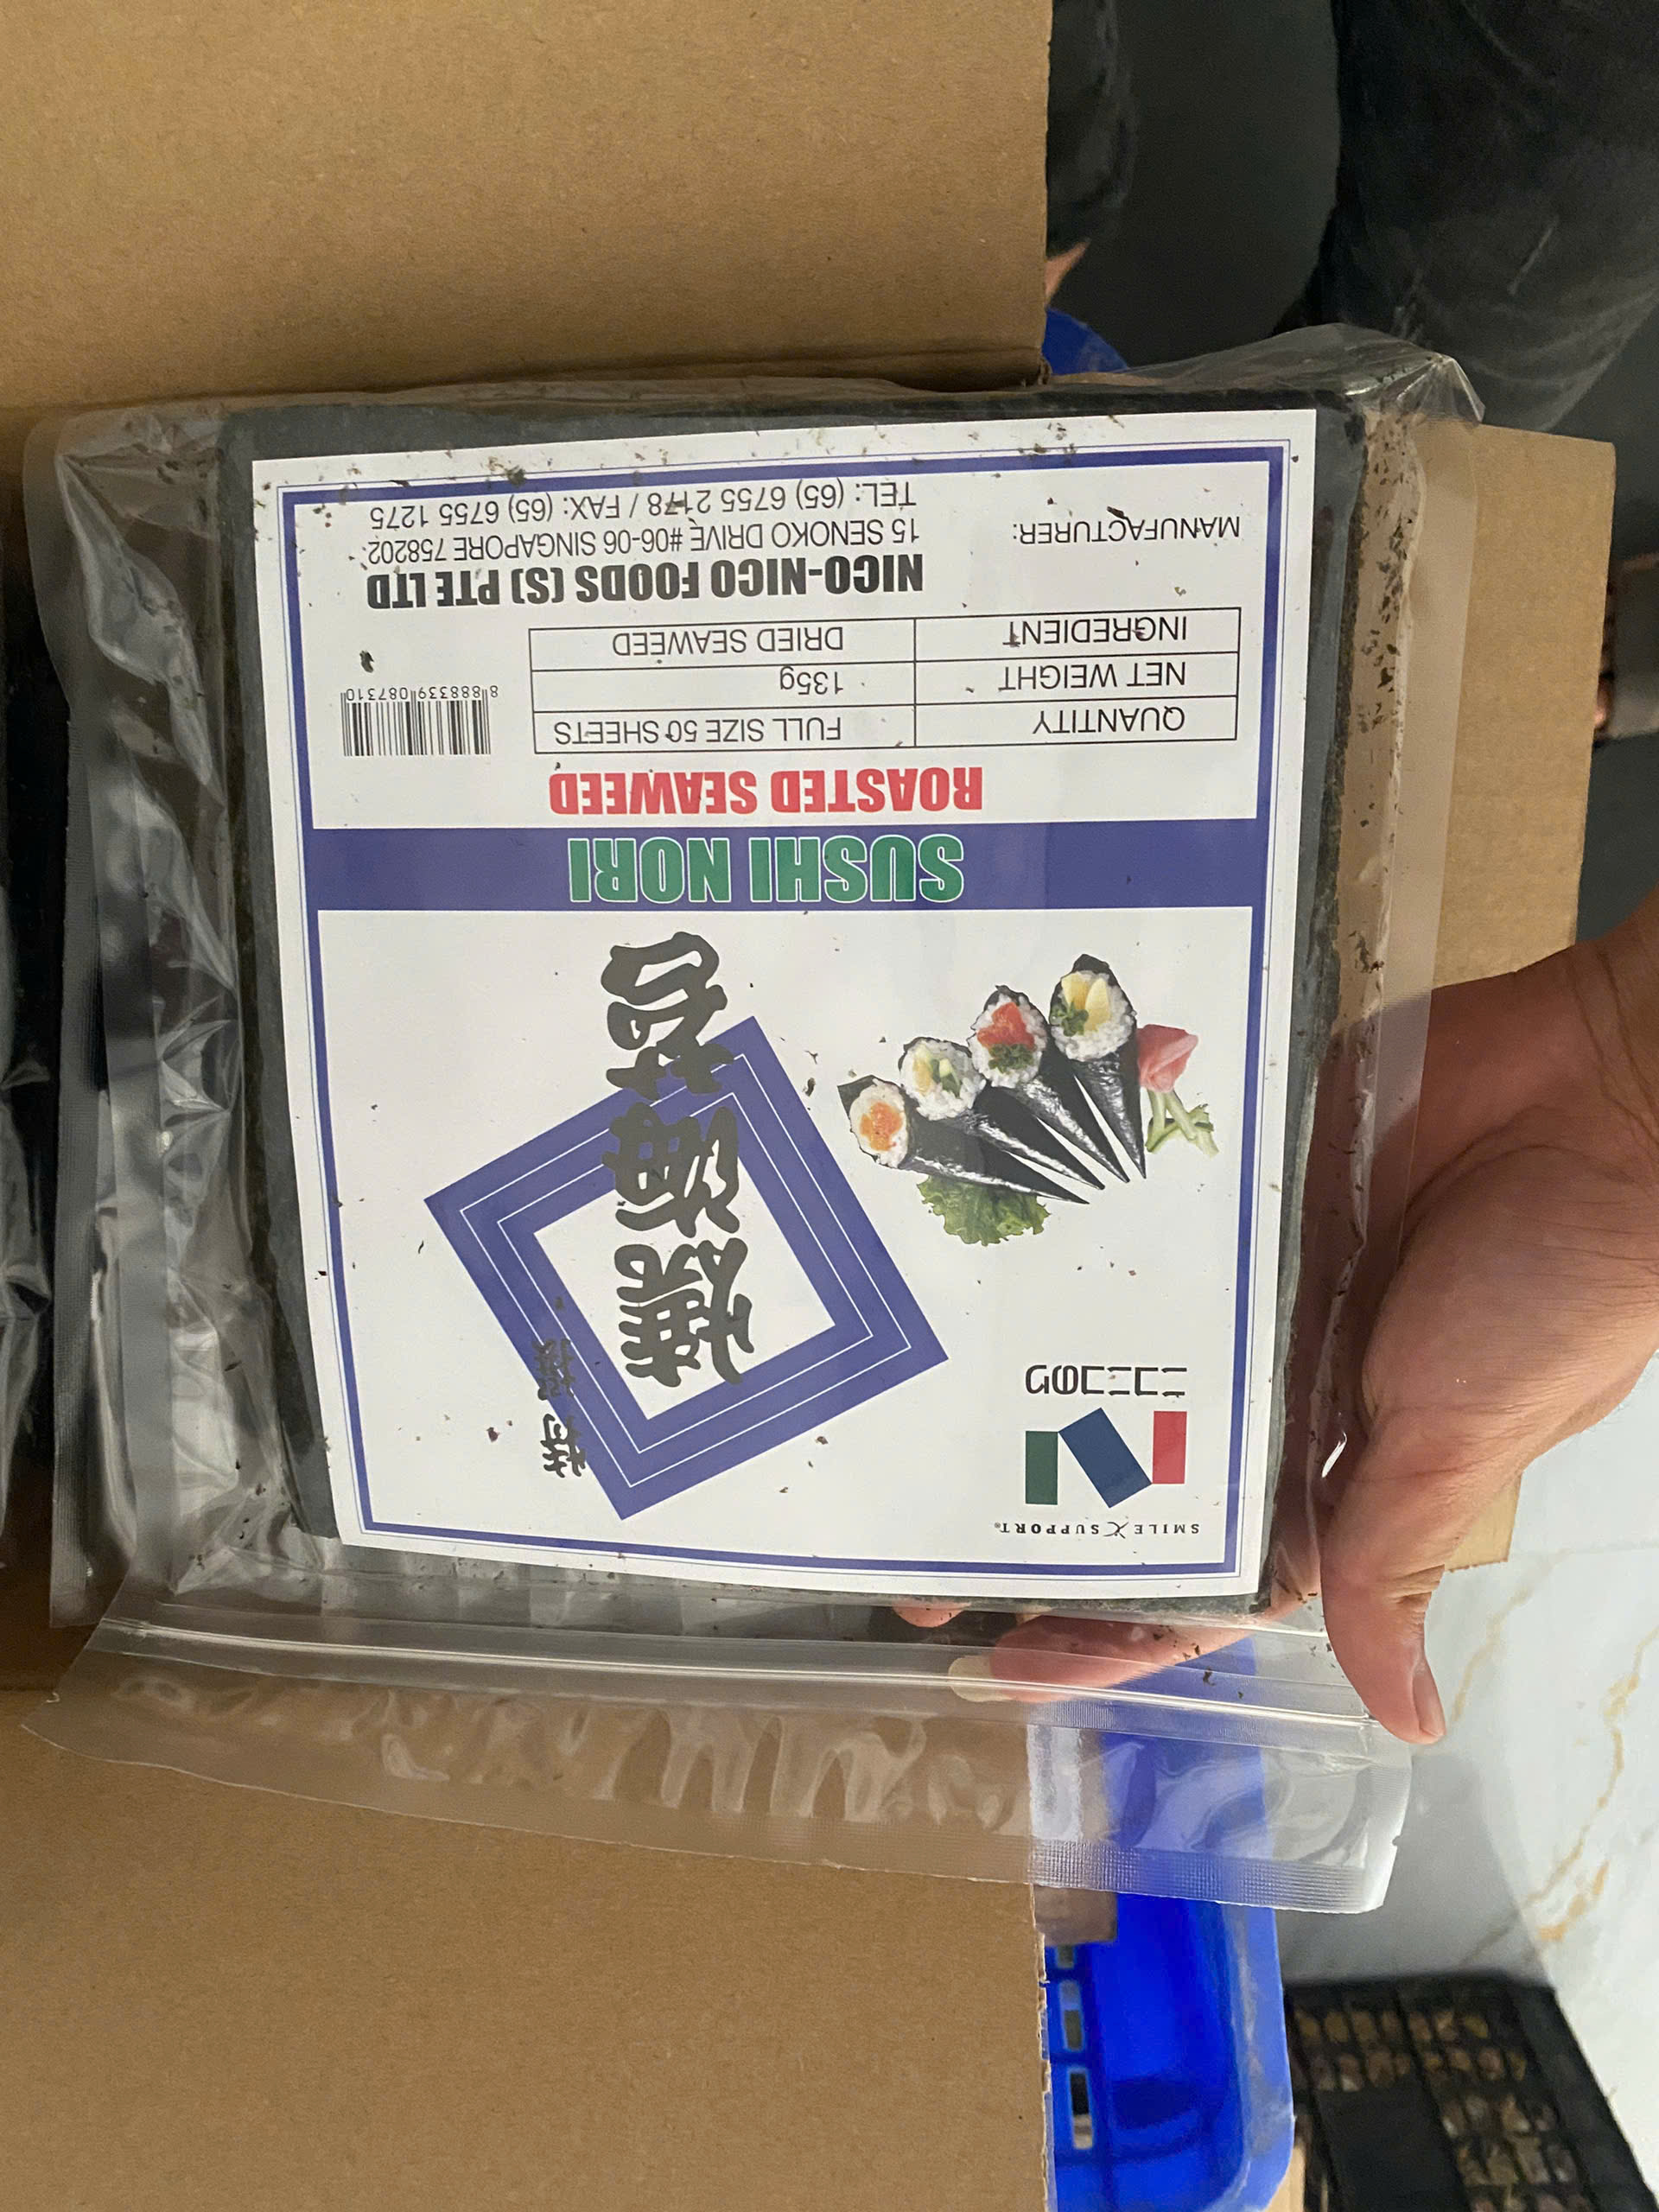 SMILE X SUPPORT®
ニコニコのり
特撰
焼海苔
SUSHI NORI
ROASTED SEAWEED
QUANTITY FULL SIZE 50 SHEETS
NET WEIGHT 135g
INGREDIENT DRIED SEAWEED
8 888339 087310
NICO-NICO FOODS (S) PTE LTD
MANUFACTURER: 15 SENOKO DRIVE #06-06 SINGAPORE 758202
TEL: (65) 6755 2178 / FAX: (65) 6755 1275